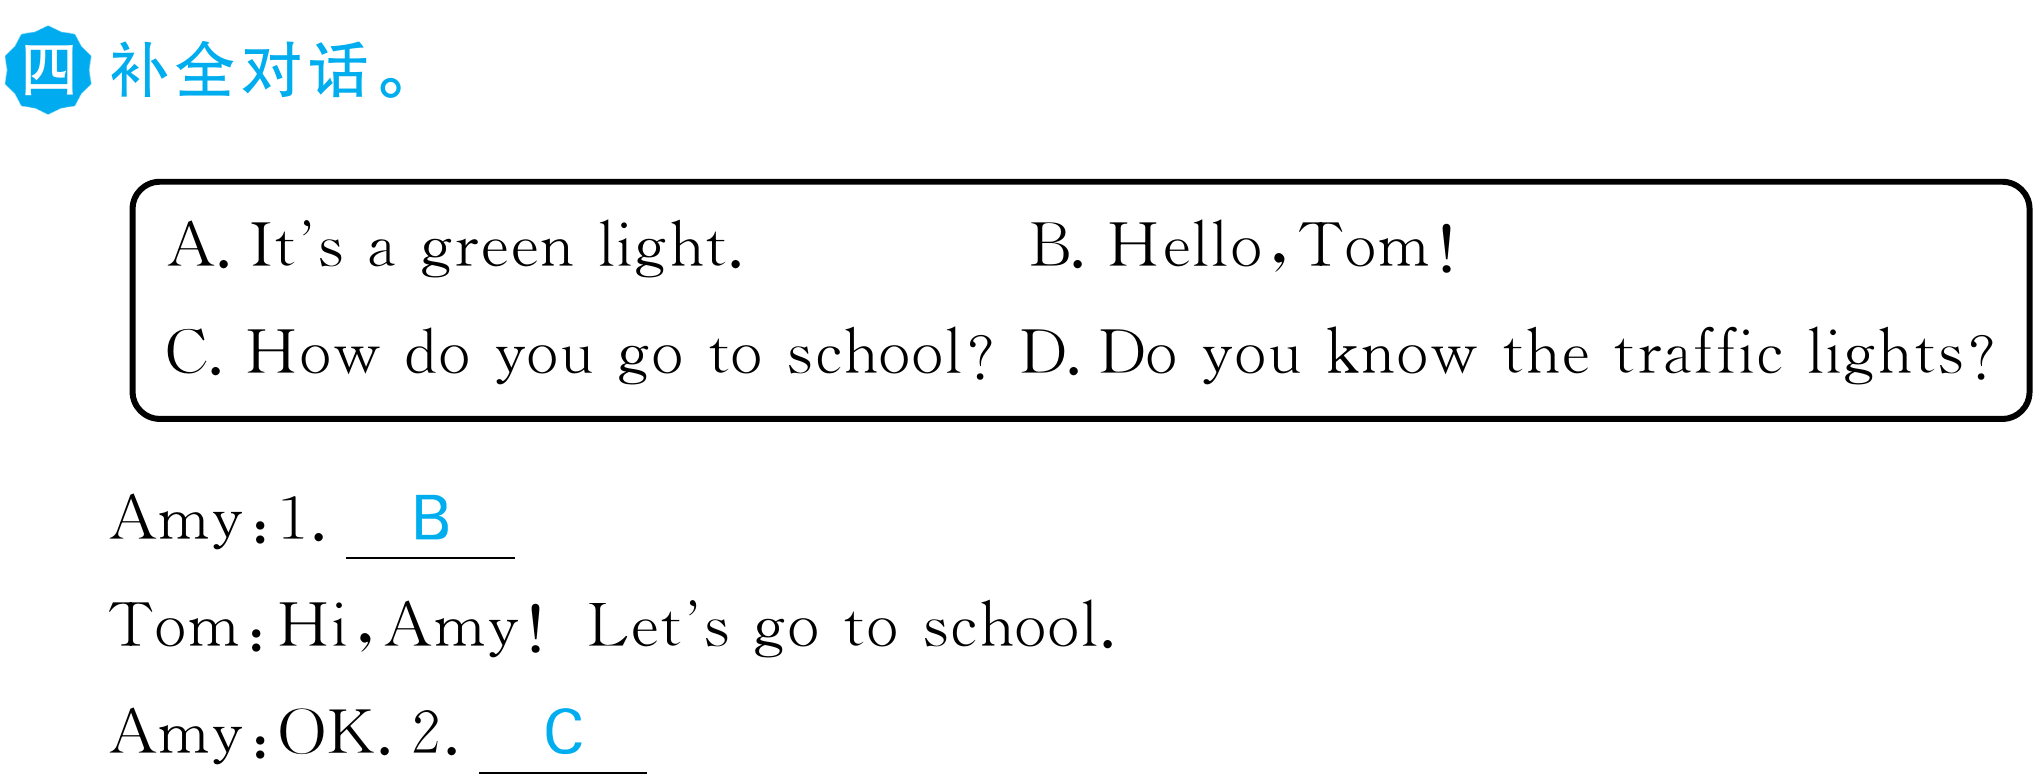 四 补全对话。
A. It's a green light. B. Hello,Tom!
C. How do you go to school? D. Do you know the traffic lights?
Amy:1. B
Tom:Hi,Amy! Let's go to school.
Amy:OK. 2. C